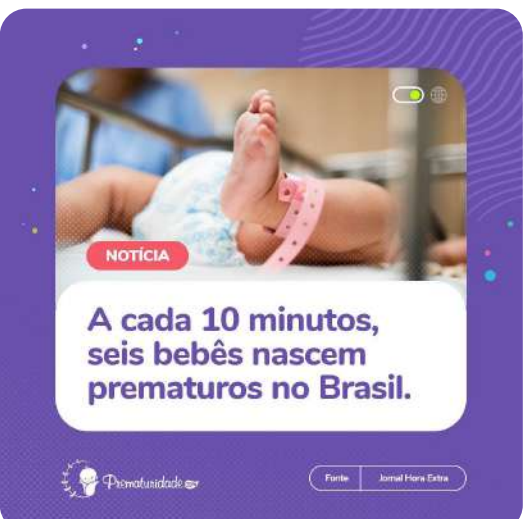 NOTÍCIA
A cada 10 minutos,
seis bebês nascem
prematuros no Brasil.
Prematuridade
Fonte
Jornal Hora Extra